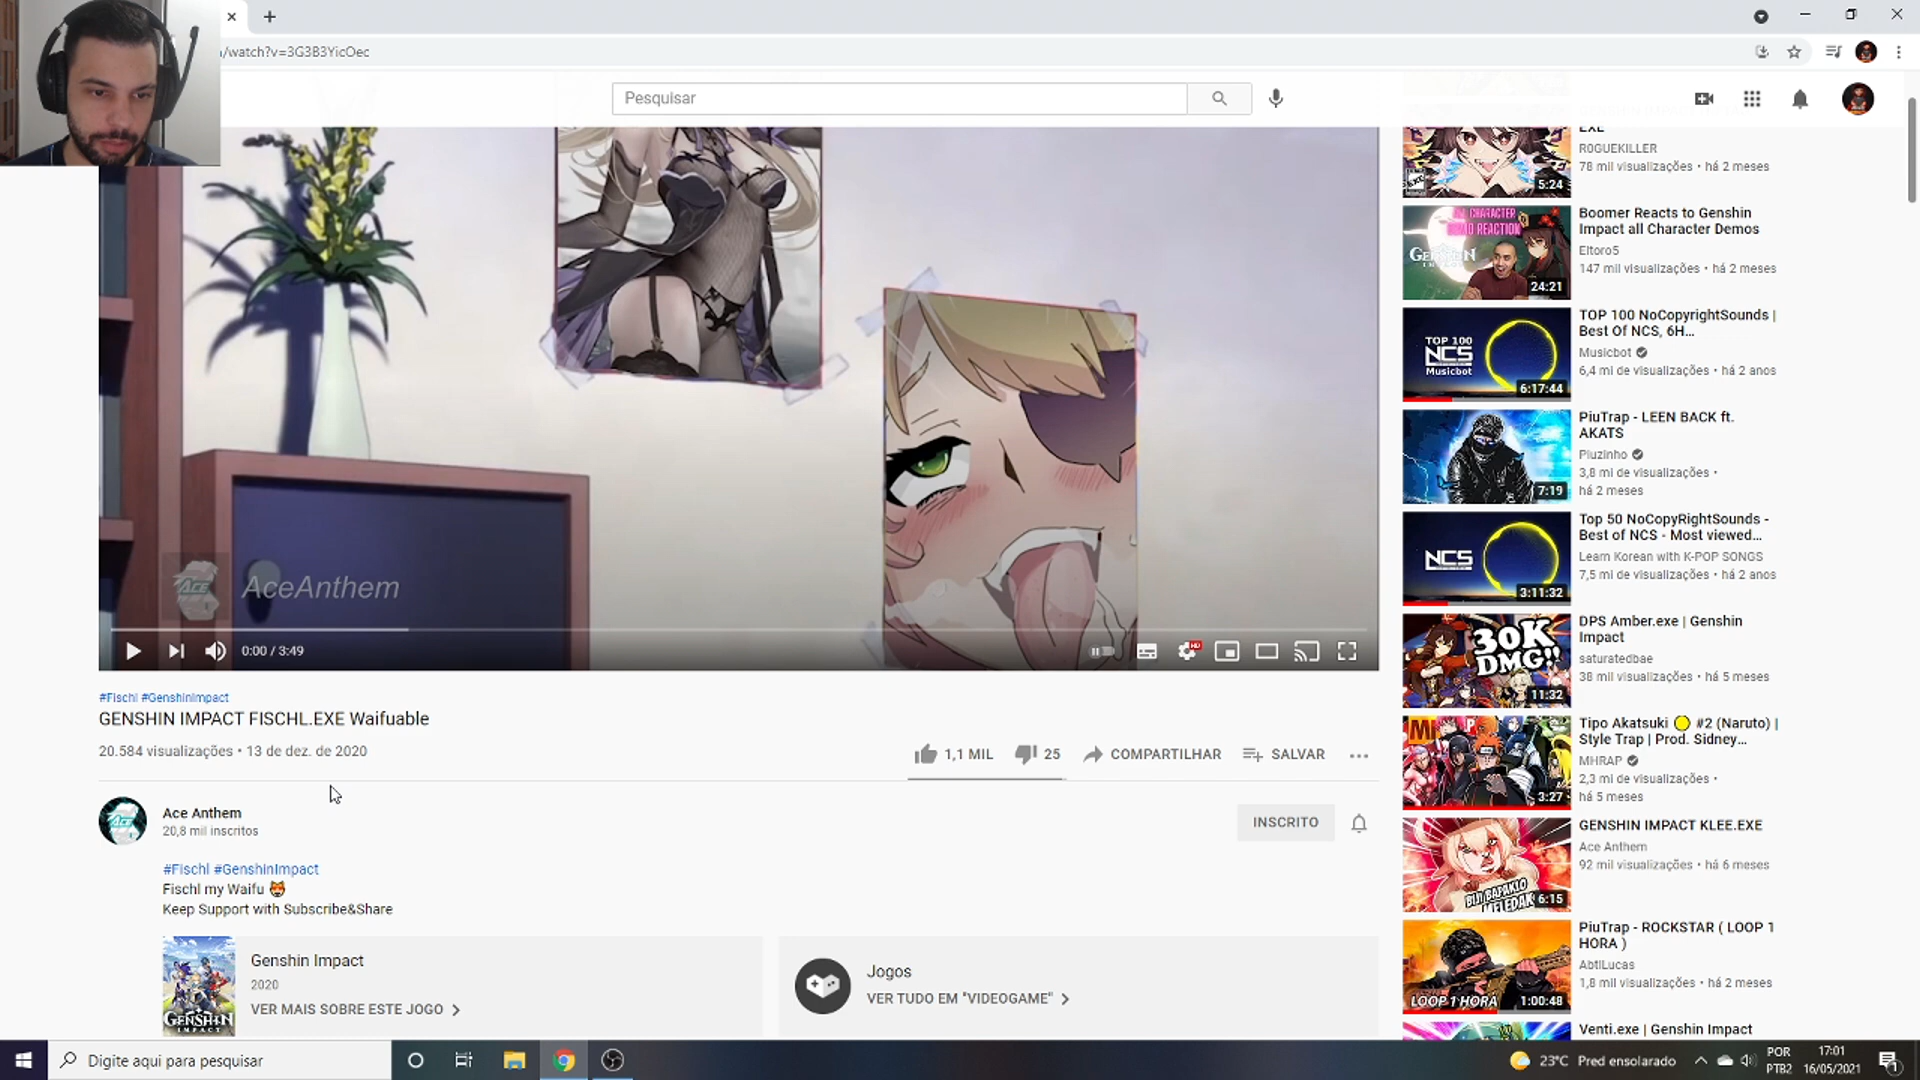 /watch?v=3G3B3YicOec
Pesquisar
AceAnthem
0:00 / 3:49
#Fischl #GenshinImpact
GENSHIN IMPACT FISCHL.EXE Waifuable
20.584 visualizações • 13 de dez. de 2020
1,1 MIL
25
COMPARTILHAR
SALVAR
Ace Anthem
20,8 mil inscritos
INSCRITO
#Fischl #GenshinImpact
Fischl my Waifu
Keep Support with Subscribe&Share
GENSHIN
IMPACT
Genshin Impact
2020
VER MAIS SOBRE ESTE JOGO
Jogos
VER TUDO EM "VIDEOGAME"
EXE
R0GUEKILLER
78 mil visualizações • há 2 meses
5:24
Boomer Reacts to Genshin
Impact all Character Demos
Eltoro5
147 mil visualizações • há 2 meses
GENSHIN
24:21
TOP 100 NoCopyrightSounds |
Best Of NCS, 6H...
Musicbot
6,4 mi de visualizações • há 2 anos
TOP 100
NCS
Musicbot
6:17:44
PiuTrap - LEEN BACK ft.
AKATS
Piuzinho
3,8 mi de visualizações •
há 2 meses
7:19
Top 50 NoCopyRightSounds -
Best of NCS - Most viewed...
Learn Korean with K-POP SONGS
7,5 mi de visualizações • há 2 anos
NCS
3:11:32
DPS Amber.exe | Genshin
Impact
saturatedbae
38 mil visualizações • há 5 meses
30K
DMG!!
11:32
Tipo Akatsuki #2 (Naruto) |
Style Trap | Prod. Sidney...
MHRAP
2,3 mi de visualizações •
há 5 meses
3:27
GENSHIN IMPACT KLEE.EXE
Ace Anthem
92 mil visualizações • há 6 meses
BIJI BAPAKLO
MELEDAK
6:15
PiuTrap - ROCKSTAR ( LOOP 1
HORA )
AbtiLucas
1,8 mi de visualizações • há 2 meses
LOOP 1 HORA
1:00:48
Venti.exe | Genshin Impact
Digite aqui para pesquisar
23°C Pred ensolarado
POR
PTB2
17:01
16/05/2021
1